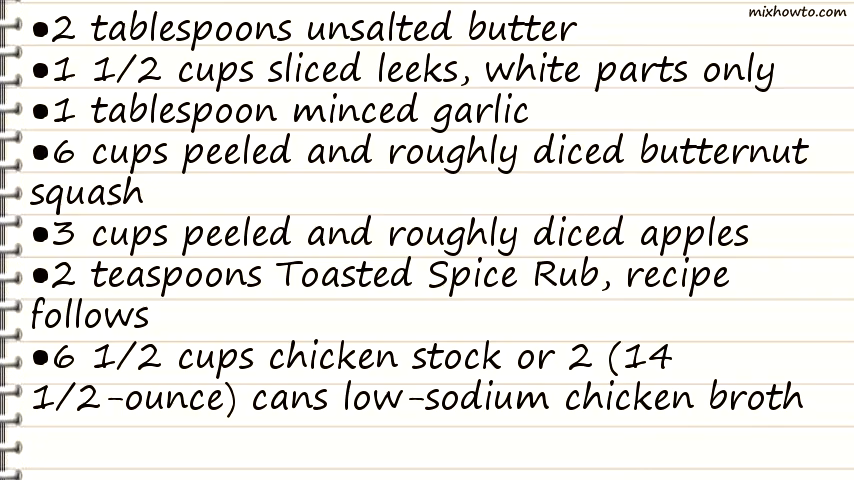 mixhowto.com
•2 tablespoons unsalted butter
•1 1/2 cups sliced leeks, white parts only
•1 tablespoon minced garlic
•6 cups peeled and roughly diced butternut
squash
•3 cups peeled and roughly diced apples
•2 teaspoons Toasted Spice Rub, recipe
follows
•6 1/2 cups chicken stock or 2 (14
1/2-ounce) cans low-sodium chicken broth